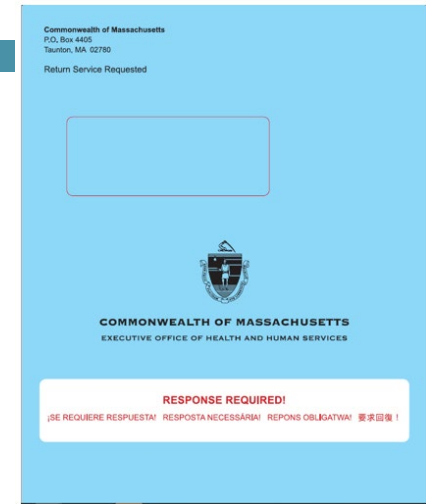 Commonwealth of Massachusetts
P.O. Box 4405
Taunton, MA 02780
Return Service Requested
COMMONWEALTH OF MASSACHUSETTS
EXECUTIVE OFFICE OF HEALTH AND HUMAN SERVICES
RESPONSE REQUIRED!
¡SE REQUIERE RESPUESTA! RESPOSTA NECESSÁRIA! REPONS OBLIGATWA! 要求回復！